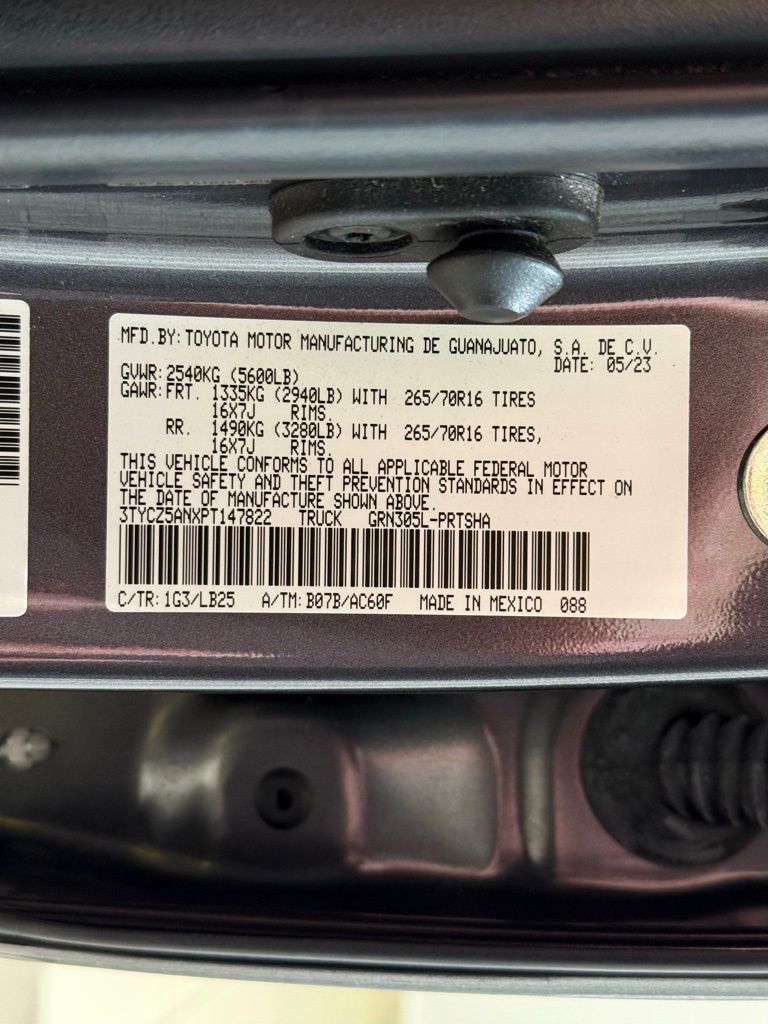 MFD.BY: TOYOTA MOTOR MANUFACTURING DE GUANAJUATO, S.A. DE C.V.
DATE: 05/23
GVWR: 2540KG (5600LB)
GAWR: FRT. 1335KG (2940LB) WITH 265/70R16 TIRES
16X7J RIMS.
RR. 1490KG (3280LB) WITH 265/70R16 TIRES,
16X7J RIMS.
THIS VEHICLE CONFORMS TO ALL APPLICABLE FEDERAL MOTOR
VEHICLE SAFETY AND THEFT PREVENTION STANDARDS IN EFFECT ON
THE DATE OF MANUFACTURE SHOWN ABOVE.
3TYCZ5ANXPT147822 TRUCK GRN305L-PRTSHA
C/TR: 1G3/LB25 A/TM: B07B/AC60F MADE IN MEXICO 088